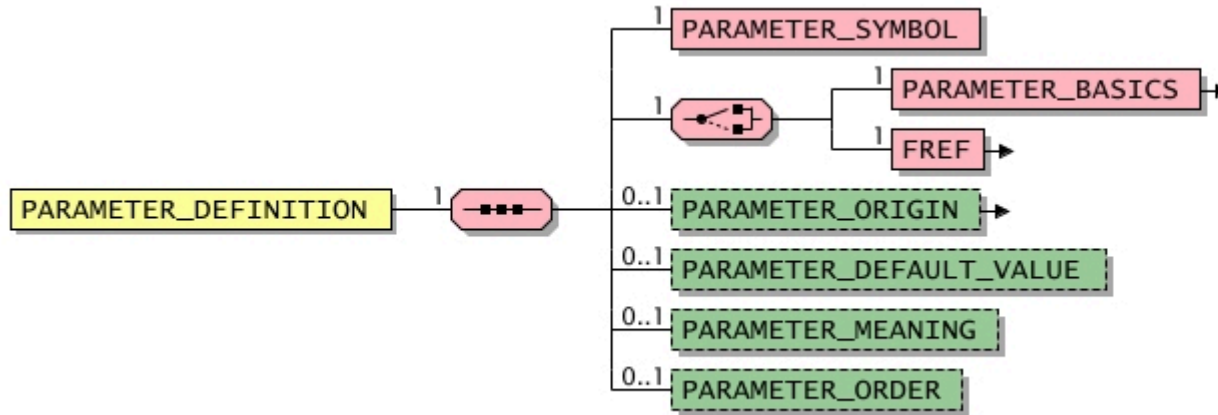 1
PARAMETER_SYMBOL
1
PARAMETER_BASICS
1
1
FREF
PARAMETER_DEFINITION
1
0..1
PARAMETER_ORIGIN
0..1
PARAMETER_DEFAULT_VALUE
0..1
PARAMETER_MEANING
0..1
PARAMETER_ORDER